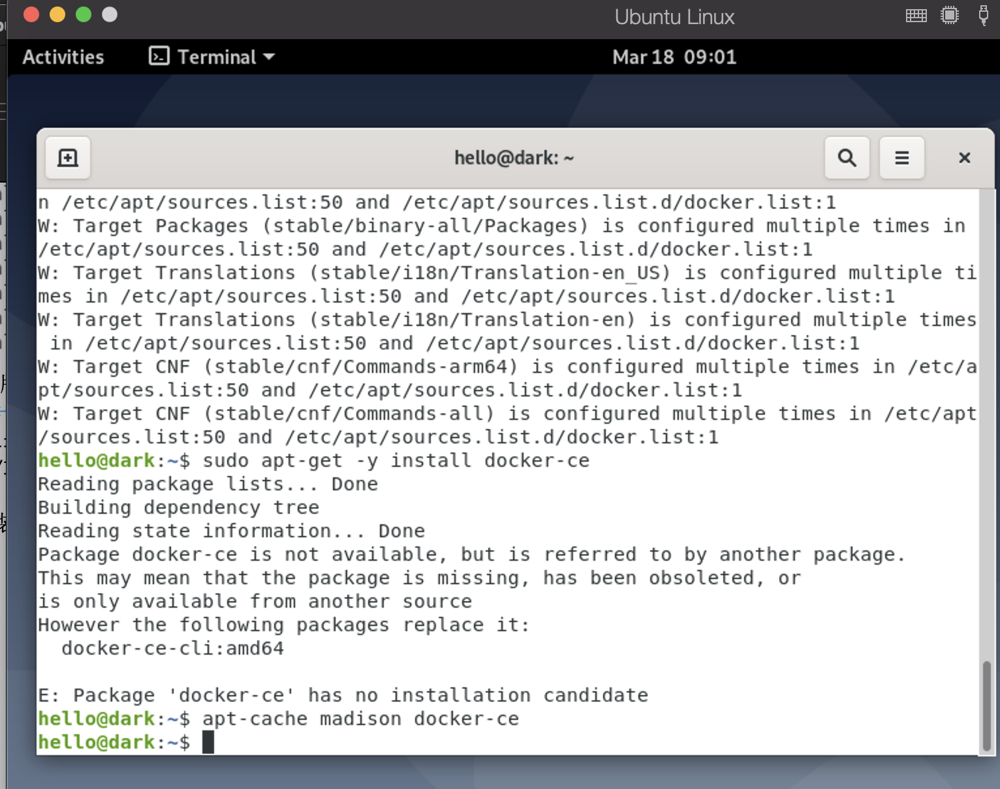 Ubuntu Linux
Activities
Terminal
Mar 18 09:01
hello@dark: ~
n /etc/apt/sources.list:50 and /etc/apt/sources.list.d/docker.list:1
W: Target Packages (stable/binary-all/Packages) is configured multiple times in
/etc/apt/sources.list:50 and /etc/apt/sources.list.d/docker.list:1
W: Target Translations (stable/i18n/Translation-en_US) is configured multiple ti
mes in /etc/apt/sources.list:50 and /etc/apt/sources.list.d/docker.list:1
W: Target Translations (stable/i18n/Translation-en) is configured multiple times
 in /etc/apt/sources.list:50 and /etc/apt/sources.list.d/docker.list:1
W: Target CNF (stable/cnf/Commands-arm64) is configured multiple times in /etc/a
pt/sources.list:50 and /etc/apt/sources.list.d/docker.list:1
W: Target CNF (stable/cnf/Commands-all) is configured multiple times in /etc/apt
/sources.list:50 and /etc/apt/sources.list.d/docker.list:1
hello@dark:~$ sudo apt-get -y install docker-ce
Reading package lists... Done
Building dependency tree
Reading state information... Done
Package docker-ce is not available, but is referred to by another package.
This may mean that the package is missing, has been obsoleted, or
is only available from another source
However the following packages replace it:
  docker-ce-cli:amd64
E: Package 'docker-ce' has no installation candidate
hello@dark:~$ apt-cache madison docker-ce
hello@dark:~$